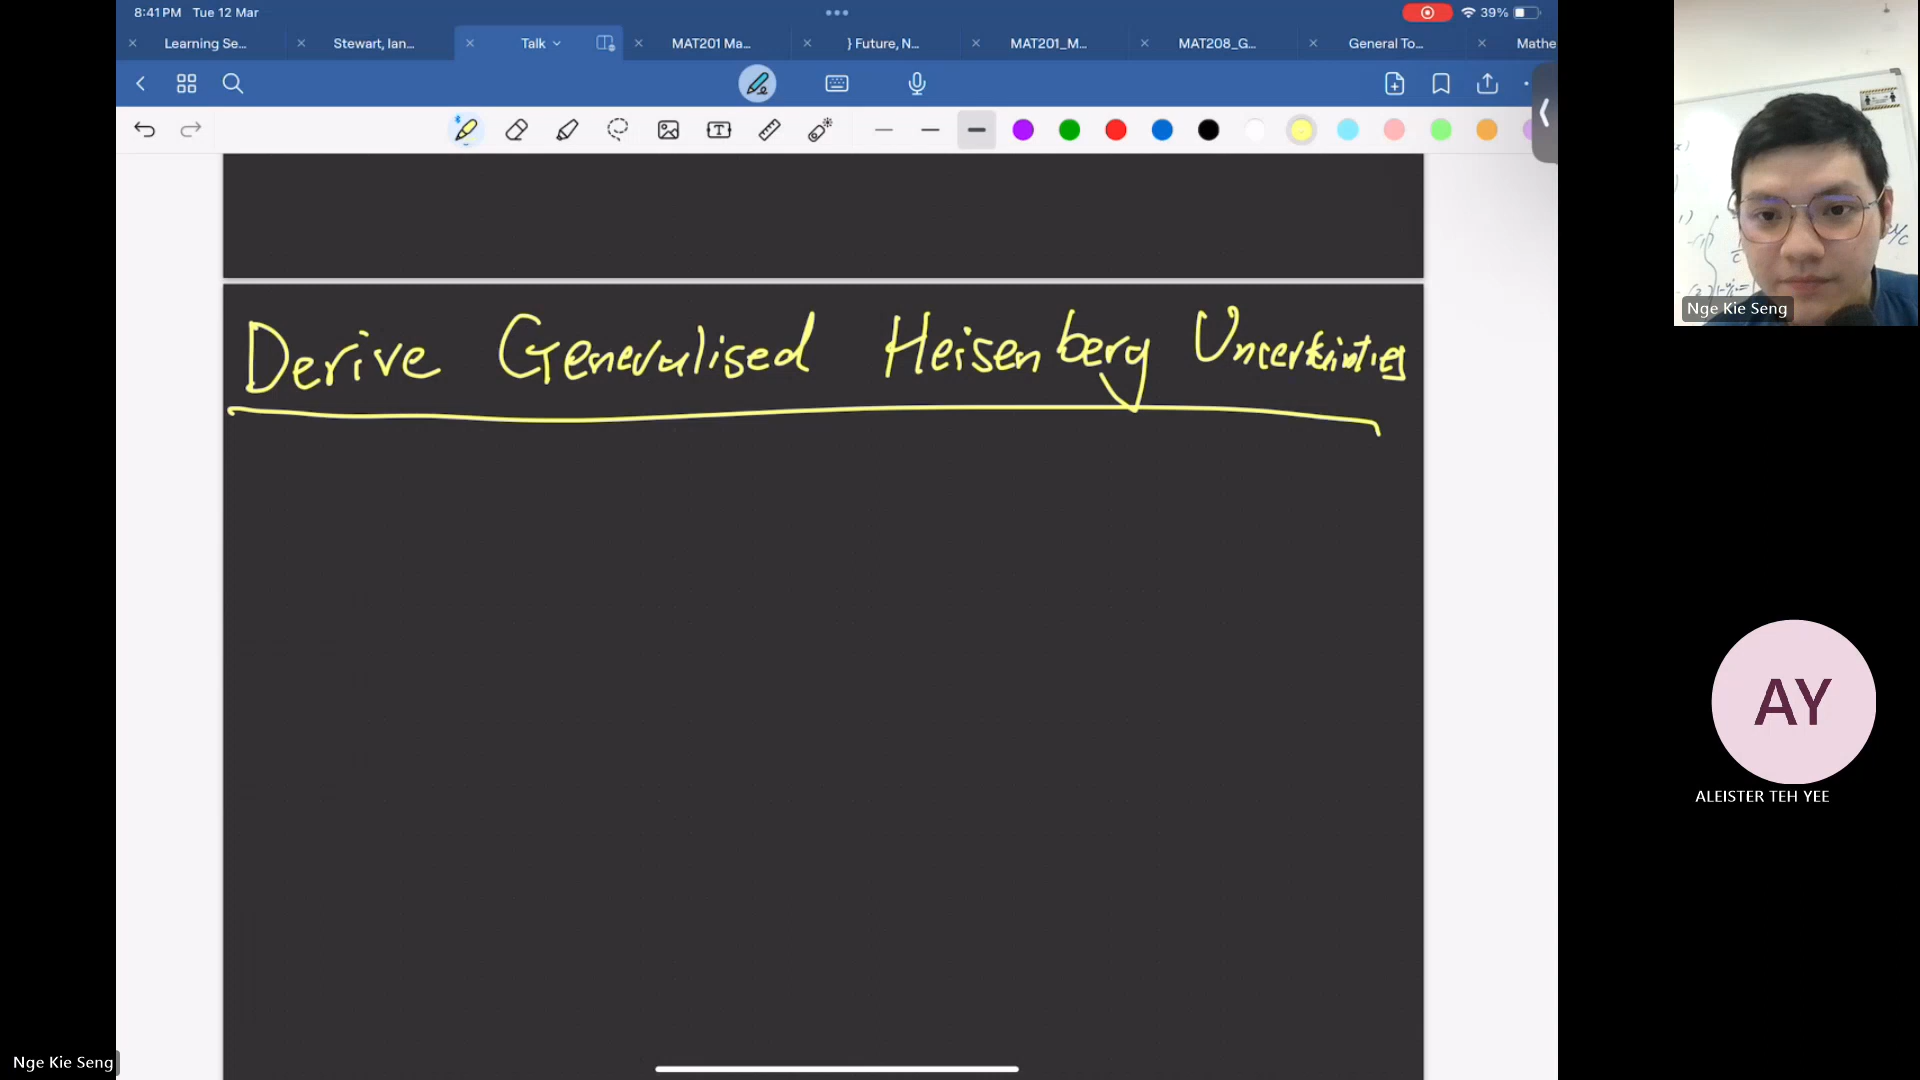 8:41 PM Tue 12 Mar
39%
Learning Se...
Stewart, Ian...
Talk
MAT201 Ma...
} Future, N...
MAT201_M...
MAT208_G...
General To...
Mathe
Derive Generalised Heisenberg Uncertainties
Nge Kie Seng
AY
ALEISTER TEH YEE
Nge Kie Seng